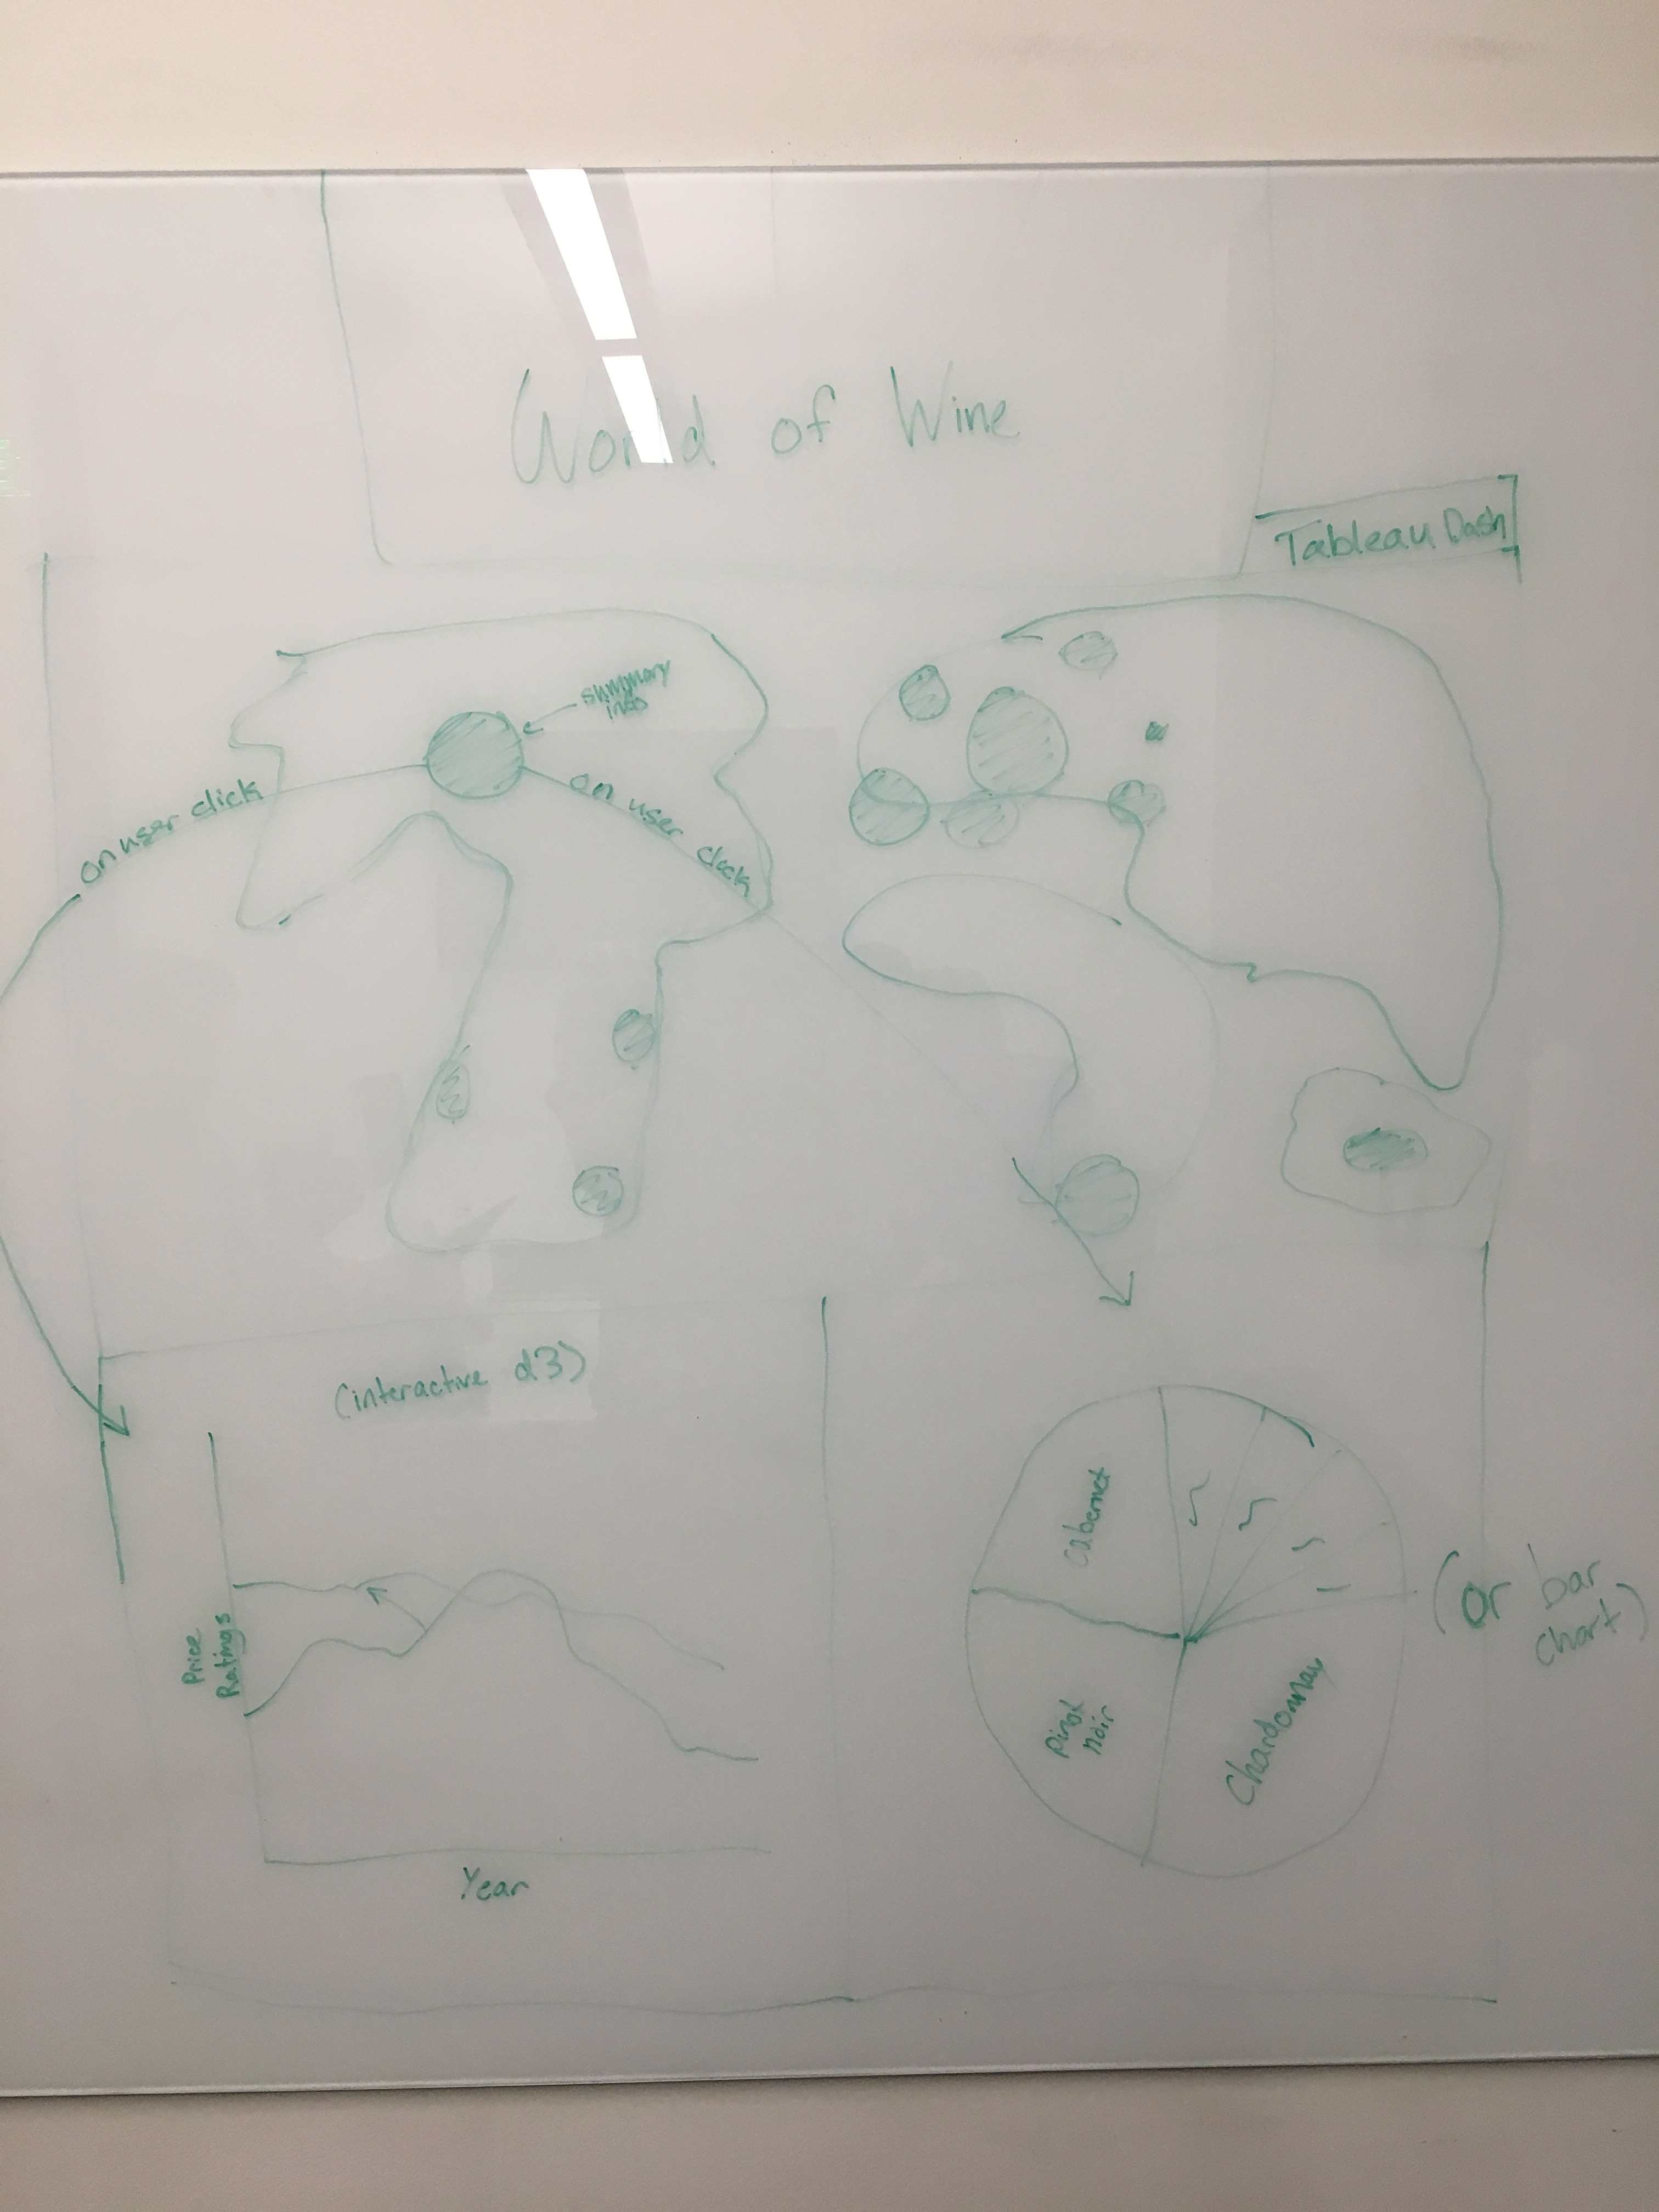 World of Wine
Tableau Dash
summary
info
on user click
on user click
(interactive d3)
Price
Ratings
Year
Cabernet
Pinot
noir
Chardonnay
(or bar
chart)